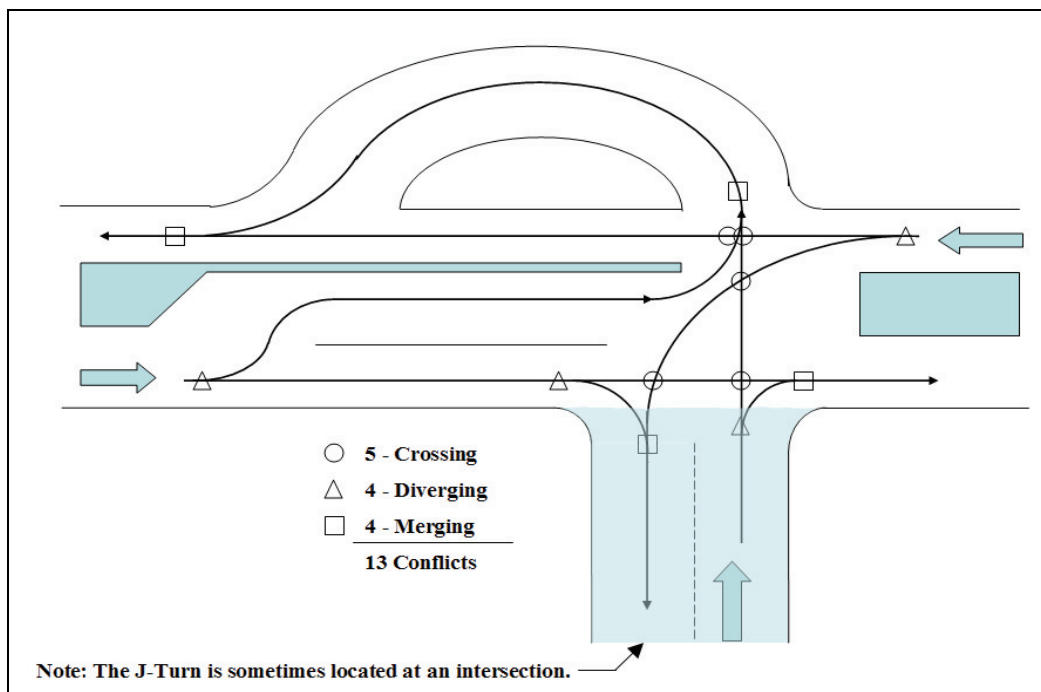 5 - Crossing
4 - Diverging
4 - Merging
13 Conflicts
Note: The J-Turn is sometimes located at an intersection.